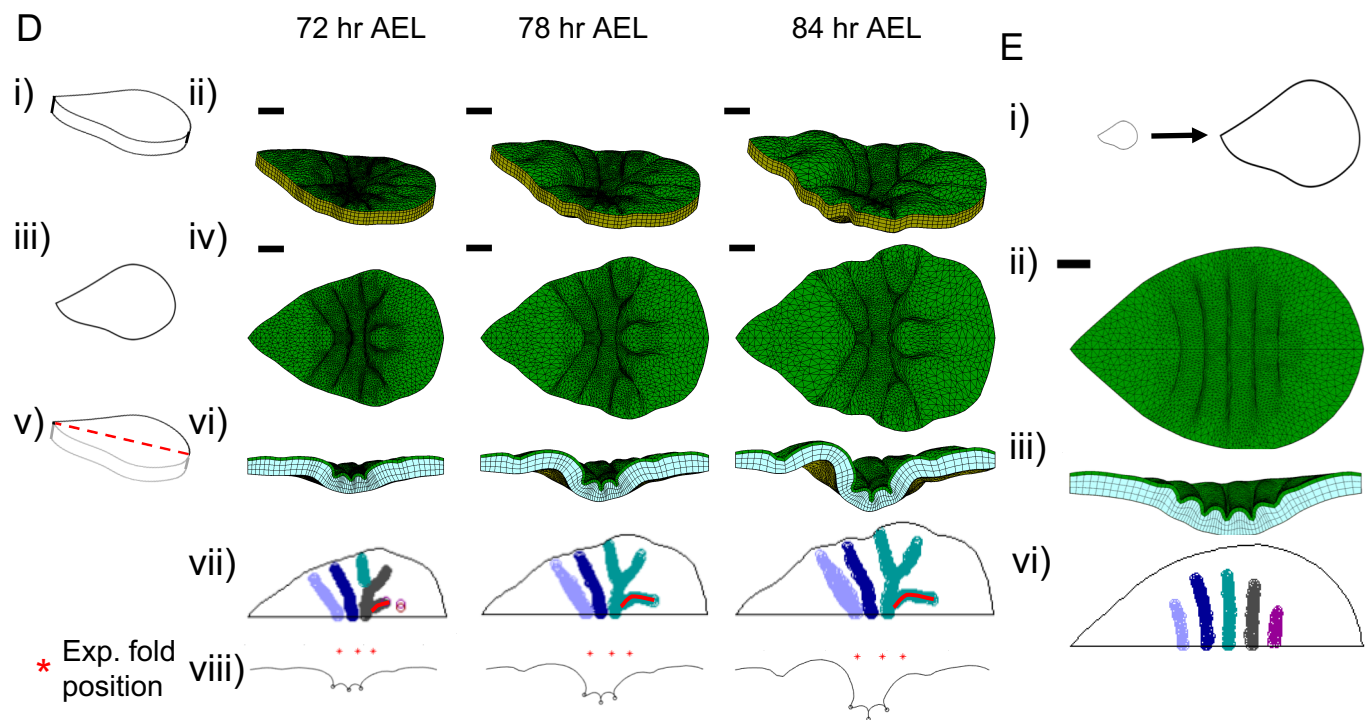 D
72 hr AEL
78 hr AEL
84 hr AEL
E
i)
ii)
i)
iii)
iv)
ii)
v)
vi)
iii)
vii)
vi)
* Exp. fold
position
viii)